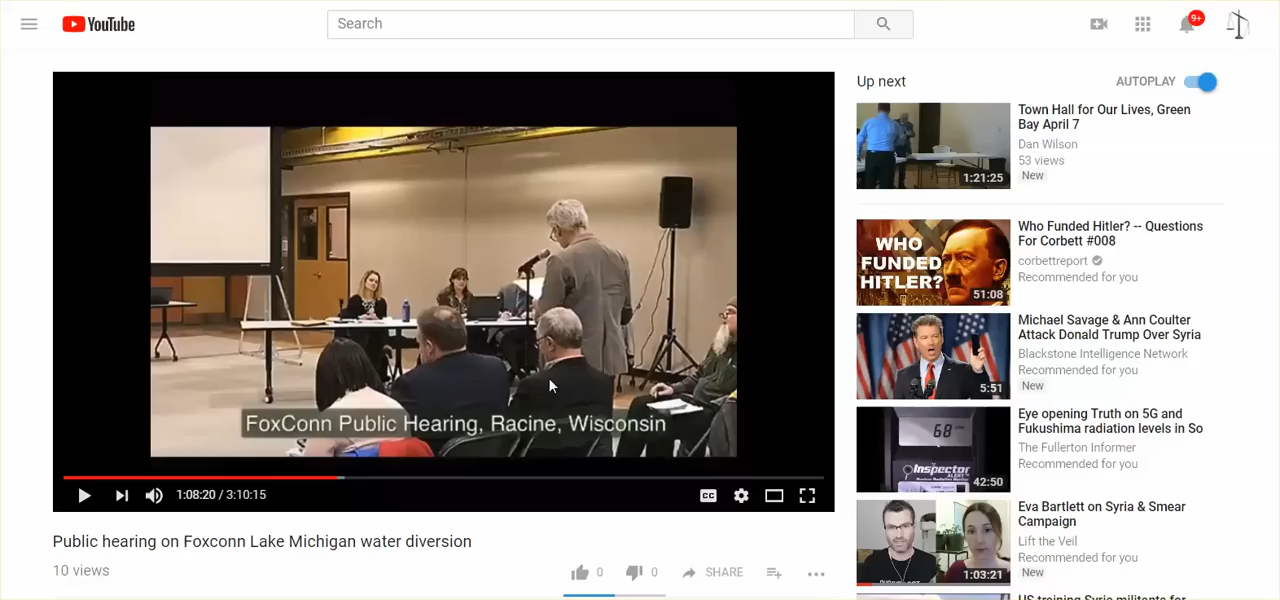 YouTube
Search
9+
FoxConn Public Hearing, Racine, Wisconsin
1:08:20 / 3:10:15
CC
Public hearing on Foxconn Lake Michigan water diversion
10 views
0
0
SHARE
Up next
AUTOPLAY
1:21:25
Town Hall for Our Lives, Green
Bay April 7
Dan Wilson
53 views
New
WHO
FUNDED
HITLER?
51:08
Who Funded Hitler? -- Questions
For Corbett #008
corbettreport
Recommended for you
5:51
Michael Savage & Ann Coulter
Attack Donald Trump Over Syria
Blackstone Intelligence Network
Recommended for you
New
68
Inspector
42:50
Eye opening Truth on 5G and
Fukushima radiation levels in So
The Fullerton Informer
Recommended for you
1:03:21
Eva Bartlett on Syria & Smear
Campaign
Lift the Veil
Recommended for you
New
US training Syria militants for